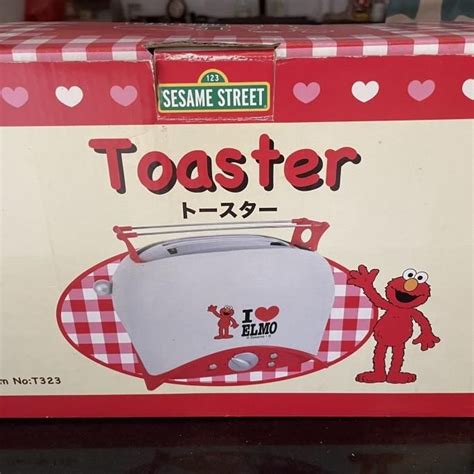 123
SESAME STREET
Toaster
トースター
I
ELMO
m No:T323